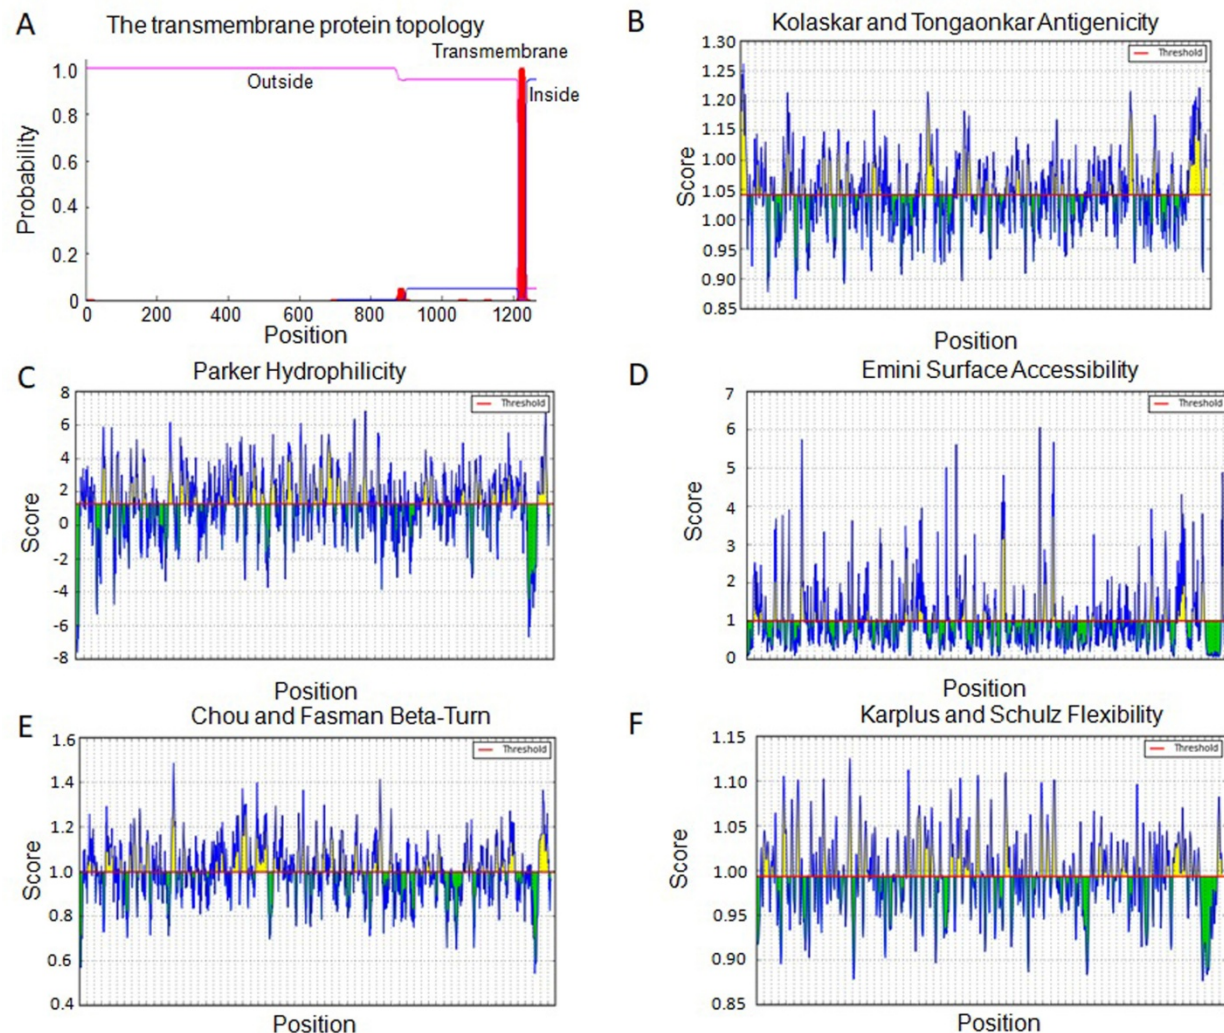 A
The transmembrane protein topology
Transmembrane
Outside
Inside
Probability
1.0
0.8
0.6
0.4
0.2
0
0 200 400 600 800 1000 1200
Position
B
Kolaskar and Tongaonkar Antigenicity
Threshold
Score
1.30
1.25
1.20
1.15
1.00
1.05
1.00
0.95
0.90
0.85
Position
C
Parker Hydrophilicity
Threshold
Score
8
6
4
2
0
-2
-4
-6
-8
Position
D
Emini Surface Accessibility
Threshold
Score
7
6
5
4
3
2
1
0
Position
E
Chou and Fasman Beta-Turn
Threshold
Score
1.6
1.4
1.2
1.0
0.8
0.6
0.4
Position
F
Karplus and Schulz Flexibility
Threshold
Score
1.15
1.10
1.05
1.00
0.95
0.90
0.85
Position